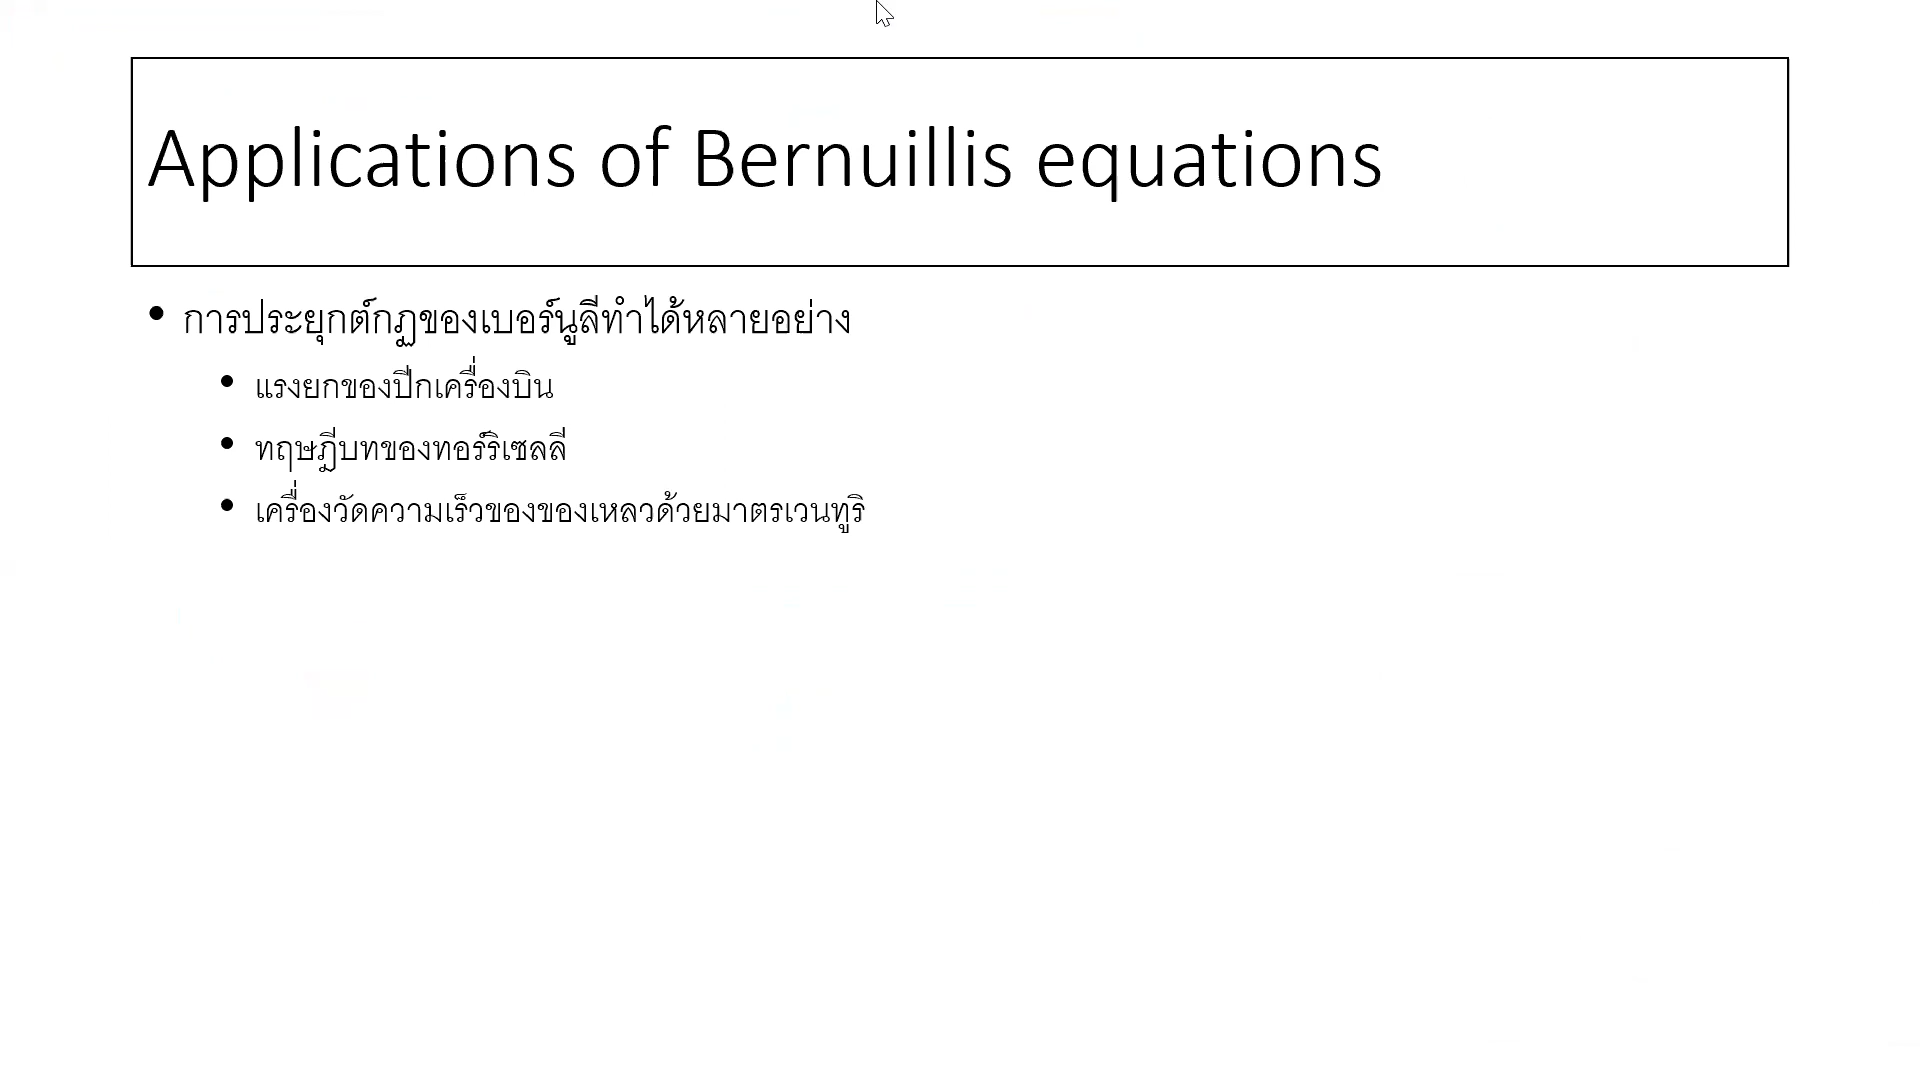 Applications of Bernuillis equations
• การประยุกต์กฏของเบอร์นูลีทำได้หลายอย่าง
• แรงยกของปีกเครื่องบิน
• ทฤษฎีบทของทอร์ริเซลลี
• เครื่องวัดความเร็วของของเหลวด้วยมาตรเวนทูริ